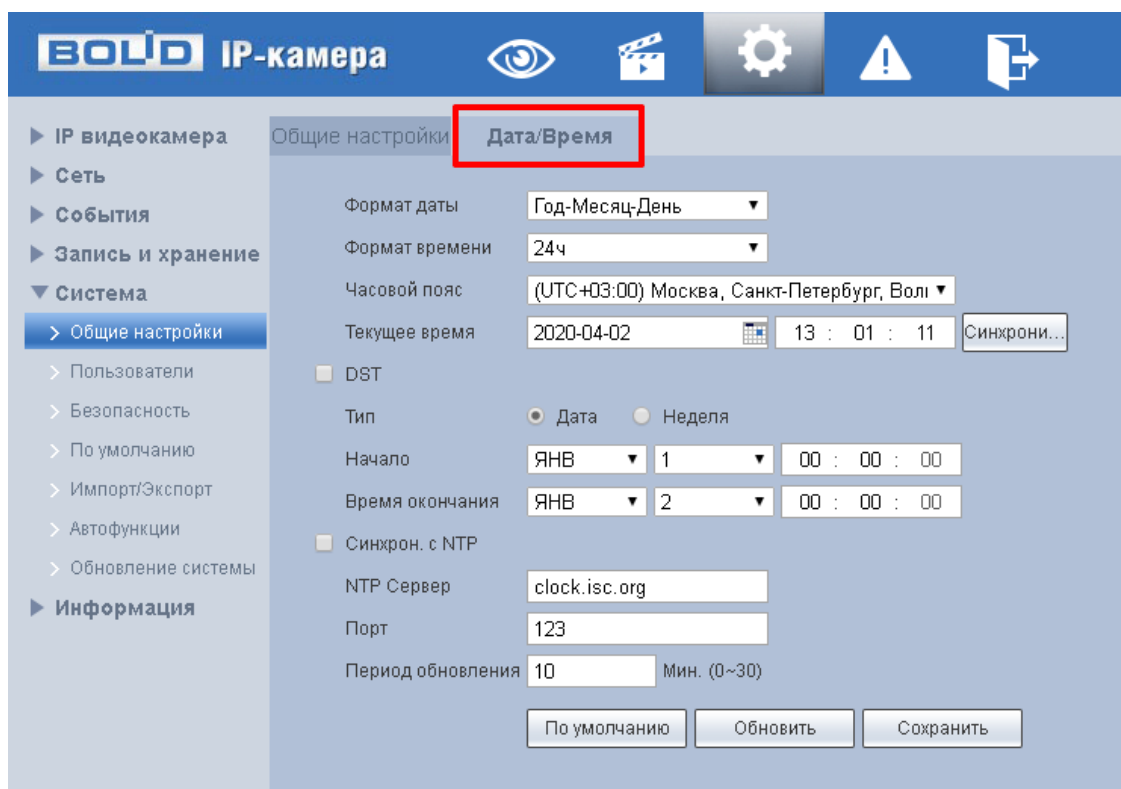 BOLID IP-камера
IP видеокамера
Сеть
События
Запись и хранение
Система
Общие настройки
Пользователи
Безопасность
По умолчанию
Импорт/Экспорт
Автофункции
Обновление системы
Информация
Общие настройки Дата/Время
Формат даты Год-Месяц-День
Формат времени 24ч
Часовой пояс (UTC+03:00) Москва, Санкт-Петербург, Вол
Текущее время 2020-04-02 13 : 01 : 11 Синхрони...
DST
Тип Дата Неделя
Начало ЯНВ 1 00 : 00 : 00
Время окончания ЯНВ 2 00 : 00 : 00
Синхрон. с NTP
NTP Сервер clock.isc.org
Порт 123
Период обновления 10 Мин. (0~30)
По умолчанию Обновить Сохранить